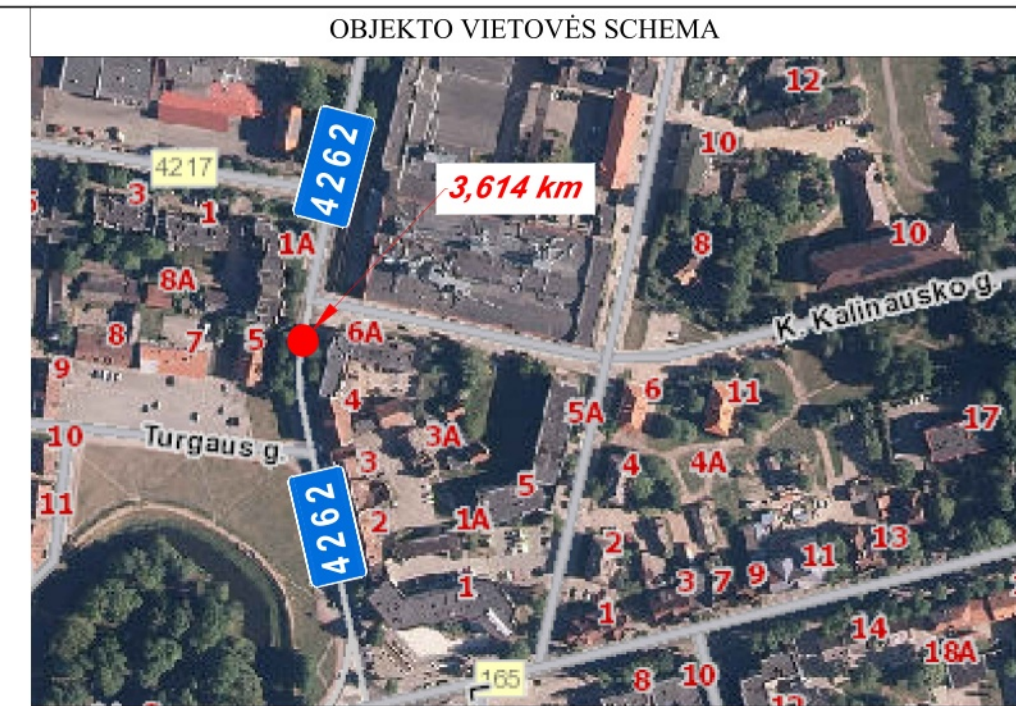 OBJEKTO VIETOVĖS SCHEMA
12
10
4262
4217
3,614 km
3
1
1A
8
10
8A
K. Kalinausko g.
8
7
5
6A
9
4
6
11
5A
17
10
Turgaus g.
3A
3
4
4A
11
5
4262
2
1A
2
13
11
9
7
3
1
1
14
18A
165
8
10